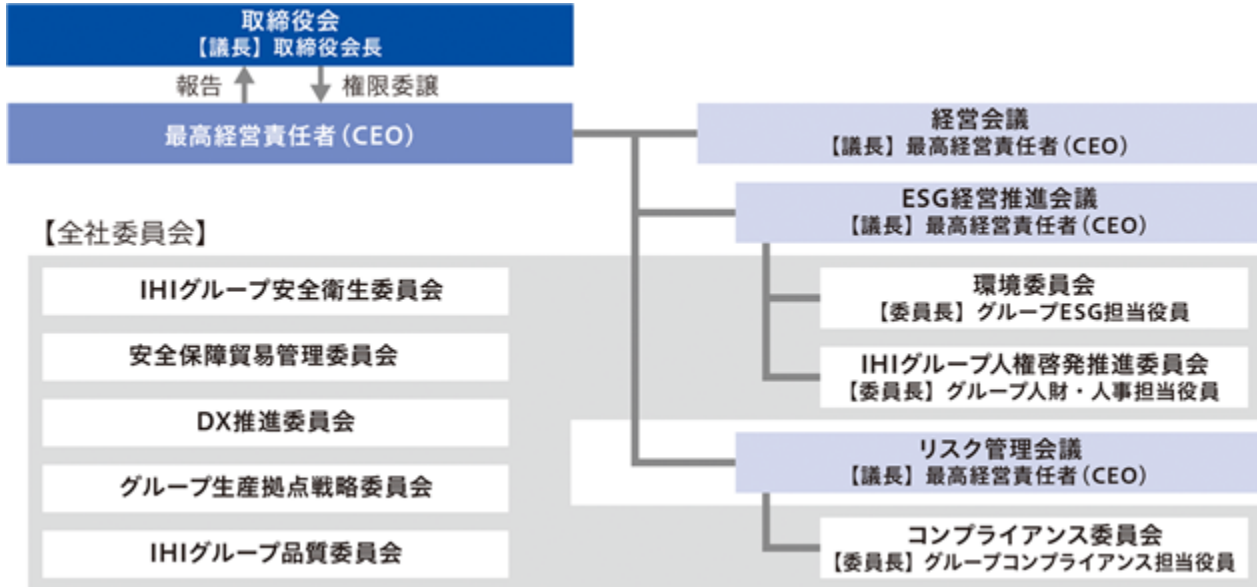 取締役会
【議長】取締役会長
報告
権限委譲
最高経営責任者(CEO)
経営会議
【議長】最高経営責任者(CEO)
ESG経営推進会議
【議長】最高経営責任者(CEO)
【全社委員会】
IHIグループ安全衛生委員会
安全保障貿易管理委員会
DX推進委員会
グループ生産拠点戦略委員会
IHIグループ品質委員会
環境委員会
【委員長】グループESG担当役員
IHIグループ人権啓発推進委員会
【委員長】グループ人財・人事担当役員
リスク管理会議
【議長】最高経営責任者(CEO)
コンプライアンス委員会
【委員長】グループコンプライアンス担当役員